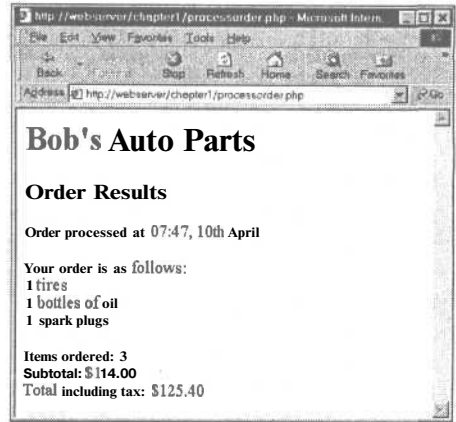 http://webserver/chapter1/processorder.php - Microsoft Intern
File Edit View Favorites Tools Help
Back Forward Stop Refresh Home Search Favorites
Address http://webserver/chapter1/processorder.php Go
Bob's Auto Parts
Order Results
Order processed at 07:47, 10th April
Your order is as follows:
1 tires
1 bottles of oil
1 spark plugs
Items ordered: 3
Subtotal: $114.00
Total including tax: $125.40